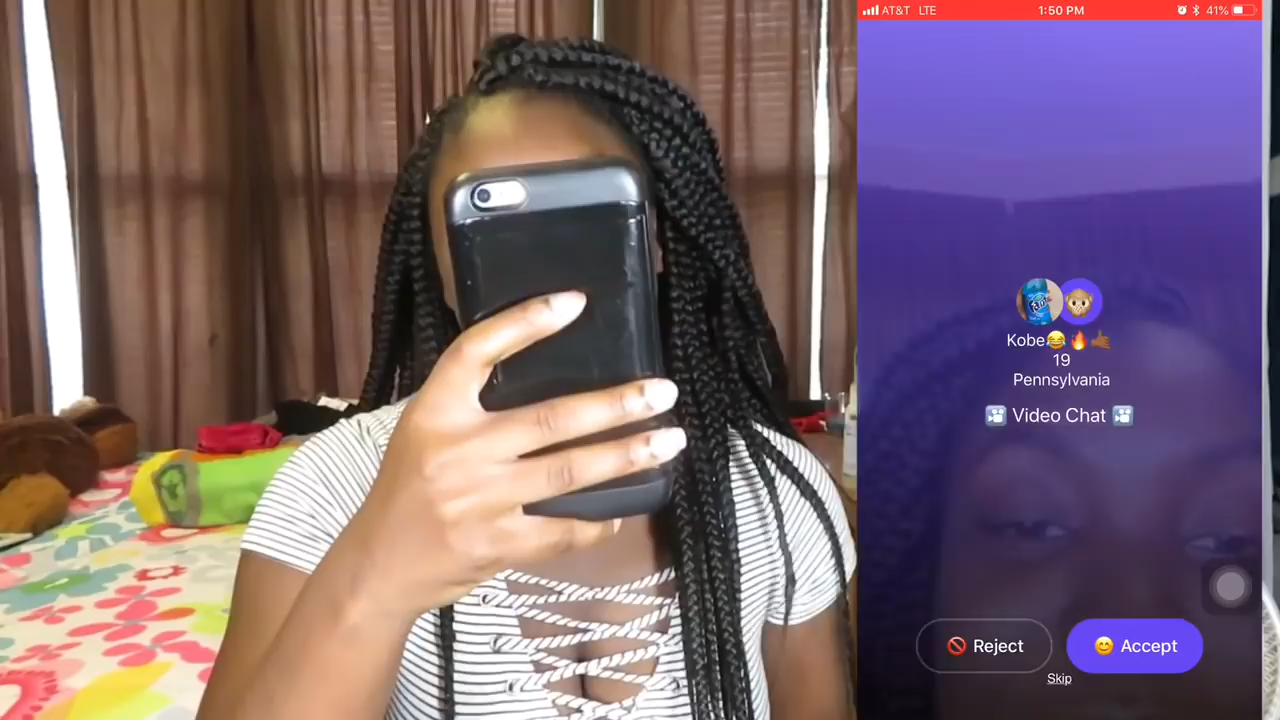 AT&T LTE 1:50 PM 41%
Kobe😂🔥🤙🏾
19
Pennsylvania
🎦 Video Chat 🎦
🚫 Reject 😊 Accept
Skip